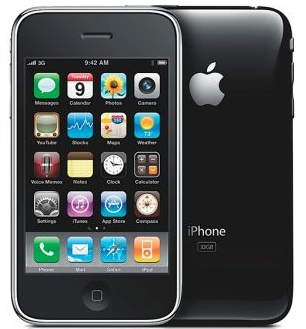 3G 9:42 AM
Tuesday
9
280
73°
Messages Calendar Photos Camera
YouTube Stocks Maps Weather
Voice Memos Notes Clock Calculator
Settings iTunes App Store Compass
Phone Mail Safari iPod
iPhone
32GB